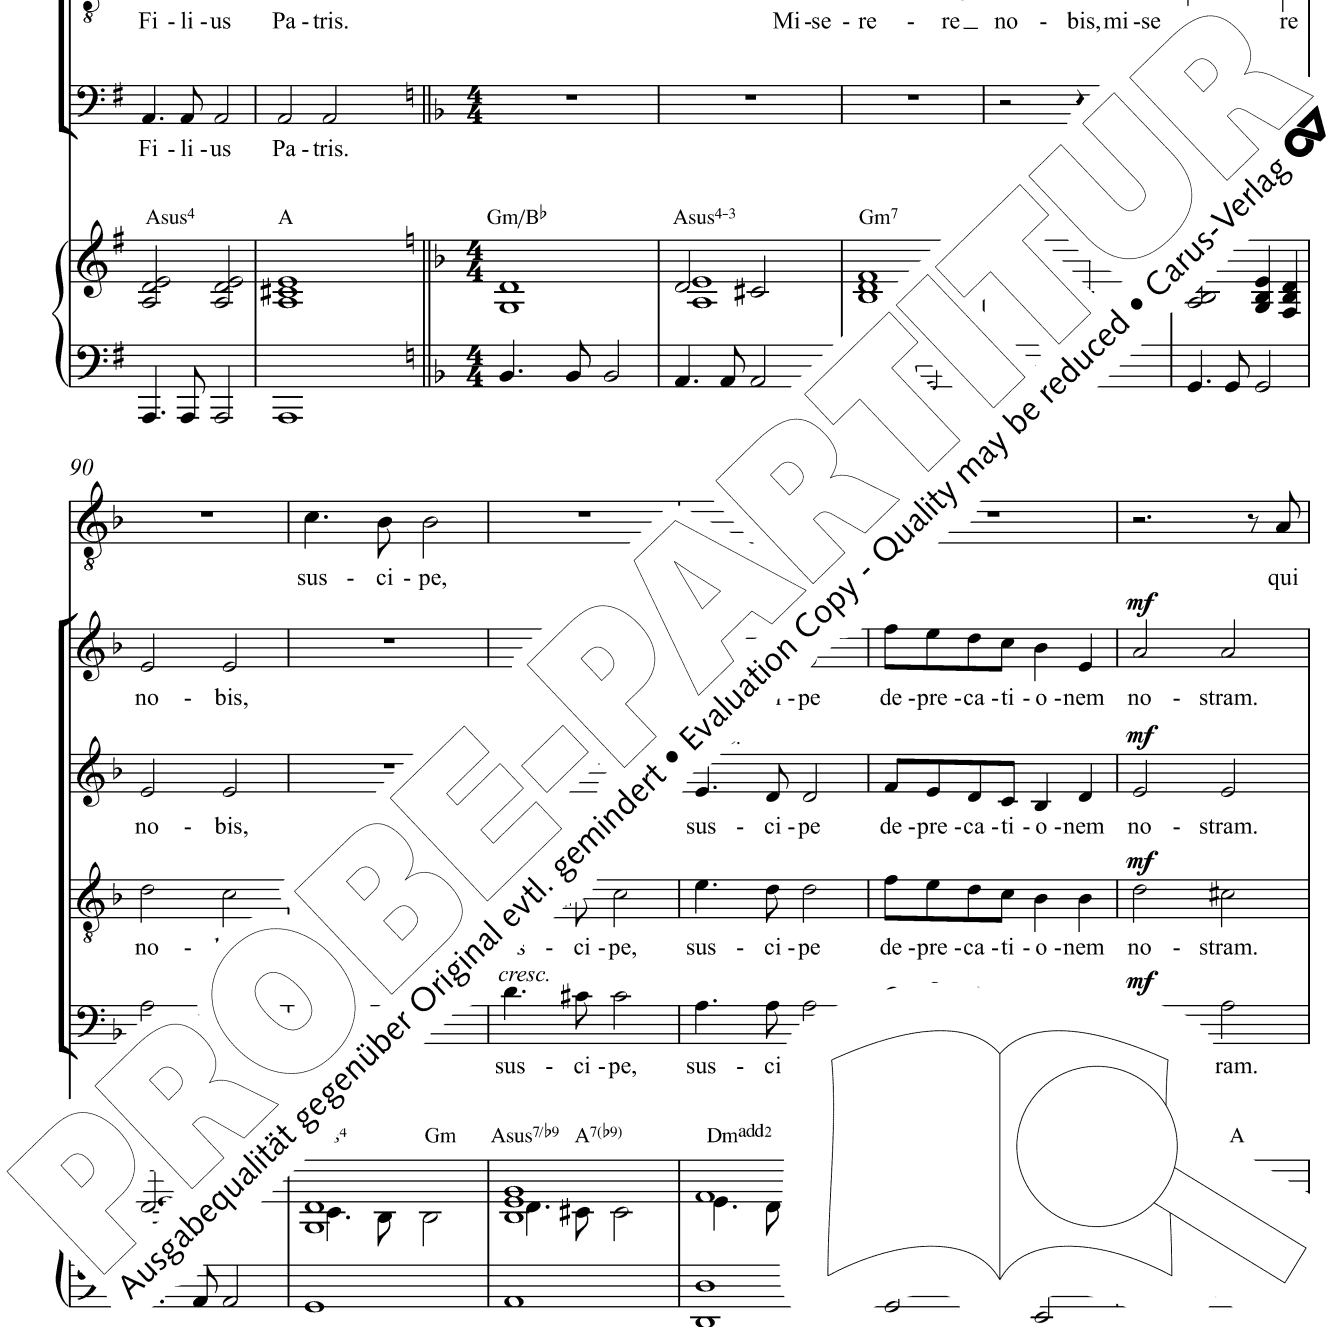 Fi - li - us Pa - tris. Mi - se - re - re no - bis, mi - se re
Fi - li - us Pa - tris.
Asus4 A Gm/B♭ Asus4-3 Gm7
90
sus - ci - pe, qui
mf
no - bis, - pe de - pre - ca - ti - o - nem no - stram.
mf
no - bis, sus - ci - pe de - pre - ca - ti - o - nem no - stram.
mf
no - ci - pe, sus - ci - pe de - pre - ca - ti - o - nem no - stram.
cresc. mf
sus - ci - pe, sus - ci ram.
Gm Asus7/♭9 A7(♭9) Dmadd2 A
PROBE-PARTITUR
Ausgabequalität gegenüber Original evtl. gemindert • Evaluation Copy - Quality may be reduced • Carus-Verlag